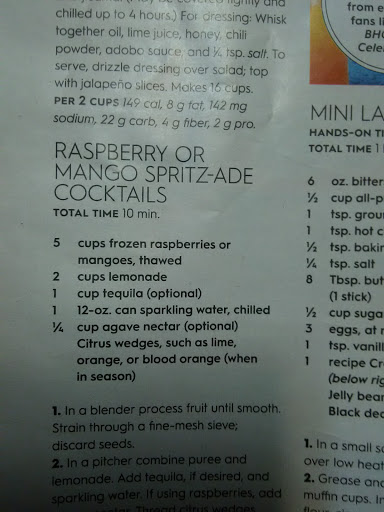 chilled up to 4 hours.) For dressing: Whisk
together oil, lime juice, honey, chili
powder, adobo sauce, and ¼ tsp. salt. To
serve, drizzle dressing over salad; top
with jalapeño slices. Makes 16 cups.
PER 2 CUPS 149 cal, 8 g fat, 142 mg
sodium, 22 g carb, 4 g fiber, 2 g pro.
RASPBERRY OR
MANGO SPRITZ-ADE
COCKTAILS
TOTAL TIME 10 min.
5 cups frozen raspberries or
mangoes, thawed
2 cups lemonade
1 cup tequila (optional)
1 12-oz. can sparkling water, chilled
¼ cup agave nectar (optional)
Citrus wedges, such as lime,
orange, or blood orange (when
in season)
1. In a blender process fruit until smooth.
Strain through a fine-mesh sieve;
discard seeds.
2. In a pitcher combine puree and
lemonade. Add tequila, if desired, and
sparkling water. If using raspberries, add
nectar. Thread citrus wedges
from e
fans li
BHG
Cele
MINI LA
HANDS-ON TI
TOTAL TIME 1
6 oz. bitter
½ cup all-p
1 tsp. grou
1 tsp. hot c
½ tsp. bakin
¼ tsp. salt
8 Tbsp. but
(1 stick)
½ cup suga
3 eggs, at r
1 tsp. vanill
1 recipe Cr
(below rig
Jelly bear
Black dec
1. In a small sa
over low heat
2. Grease and
muffin cups. In